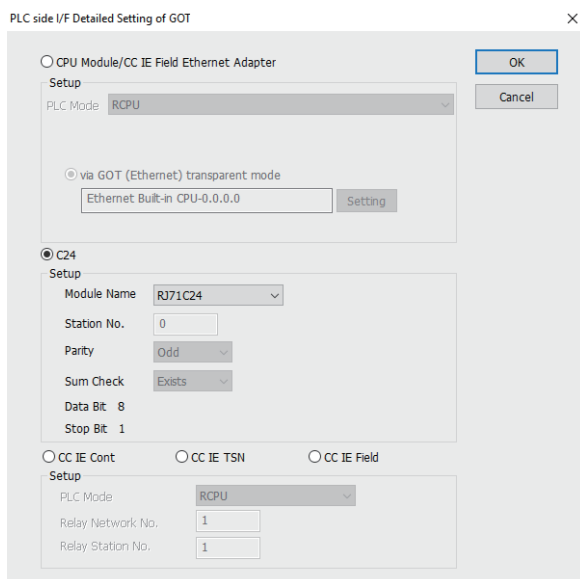 PLC side I/F Detailed Setting of GOT
CPU Module/CC IE Field Ethernet Adapter
OK
Setup
Cancel
PLC Mode RCPU
via GOT (Ethernet) transparent mode
Ethernet Built-in CPU-0.0.0.0
Setting
C24
Setup
Module Name RJ71C24
Station No. 0
Parity Odd
Sum Check Exists
Data Bit 8
Stop Bit 1
CC IE Cont CC IE TSN CC IE Field
Setup
PLC Mode RCPU
Relay Network No. 1
Relay Station No. 1